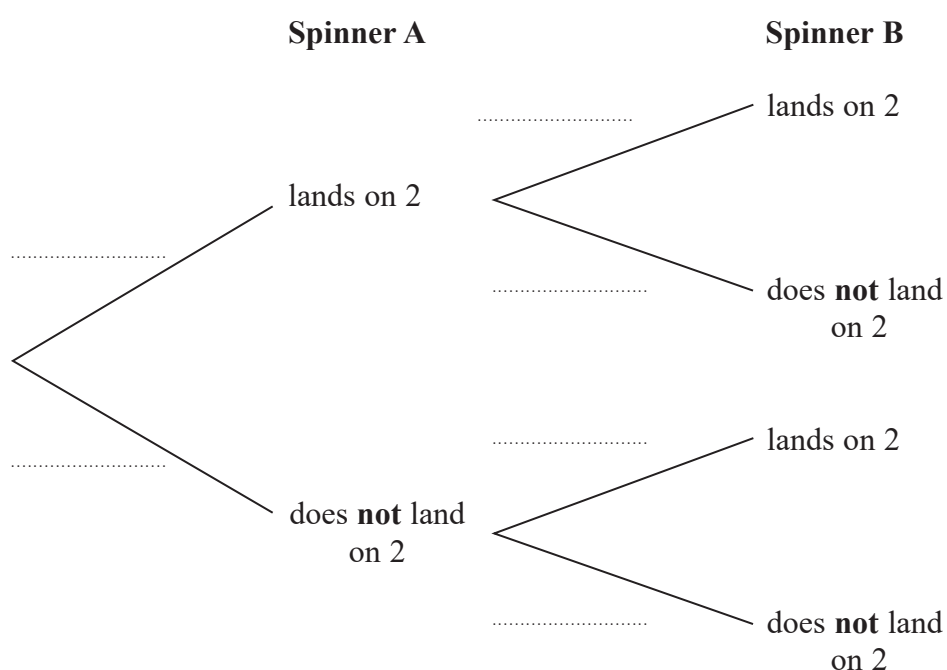 Spinner A
Spinner B
lands on 2
lands on 2
does not land
on 2
lands on 2
does not land
on 2
does not land
on 2